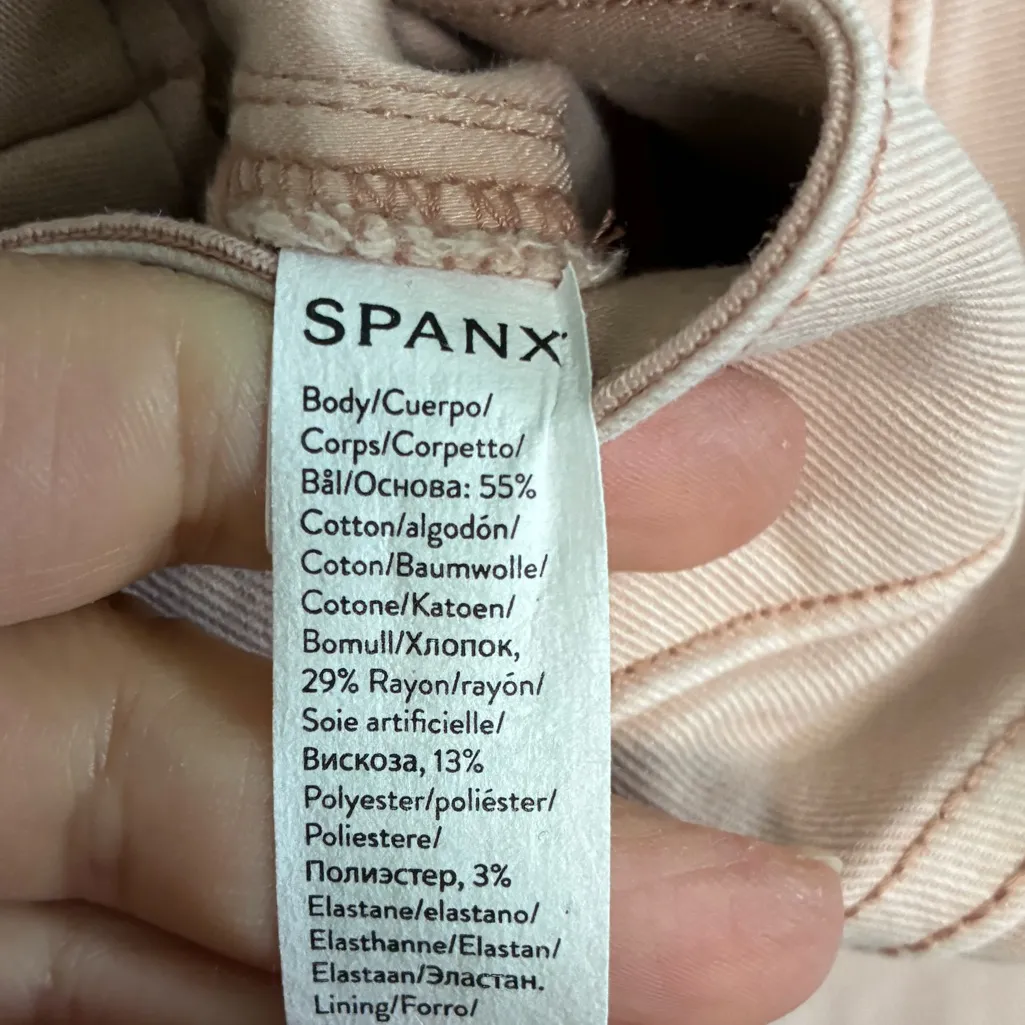 SPANX
Body/Cuerpo/
Corps/Corpetto/
Bål/Основа: 55%
Cotton/algodón/
Coton/Baumwolle/
Cotone/Katoen/
Bomull/Хлопок,
29% Rayon/rayón/
Soie artificielle/
Вискоза, 13%
Polyester/poliéster/
Poliestere/
Полиэстер, 3%
Elastane/elastano/
Elasthanne/Elastan/
Elastaan/Эластан.
Lining/Forro/